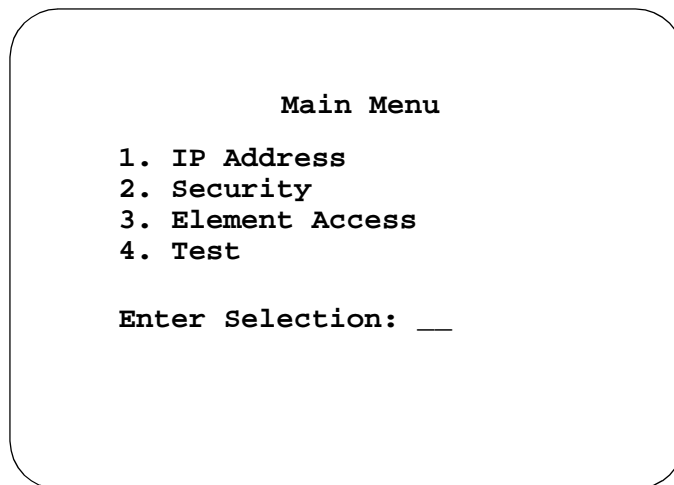 Main Menu
1. IP Address
2. Security
3. Element Access
4. Test
Enter Selection: __